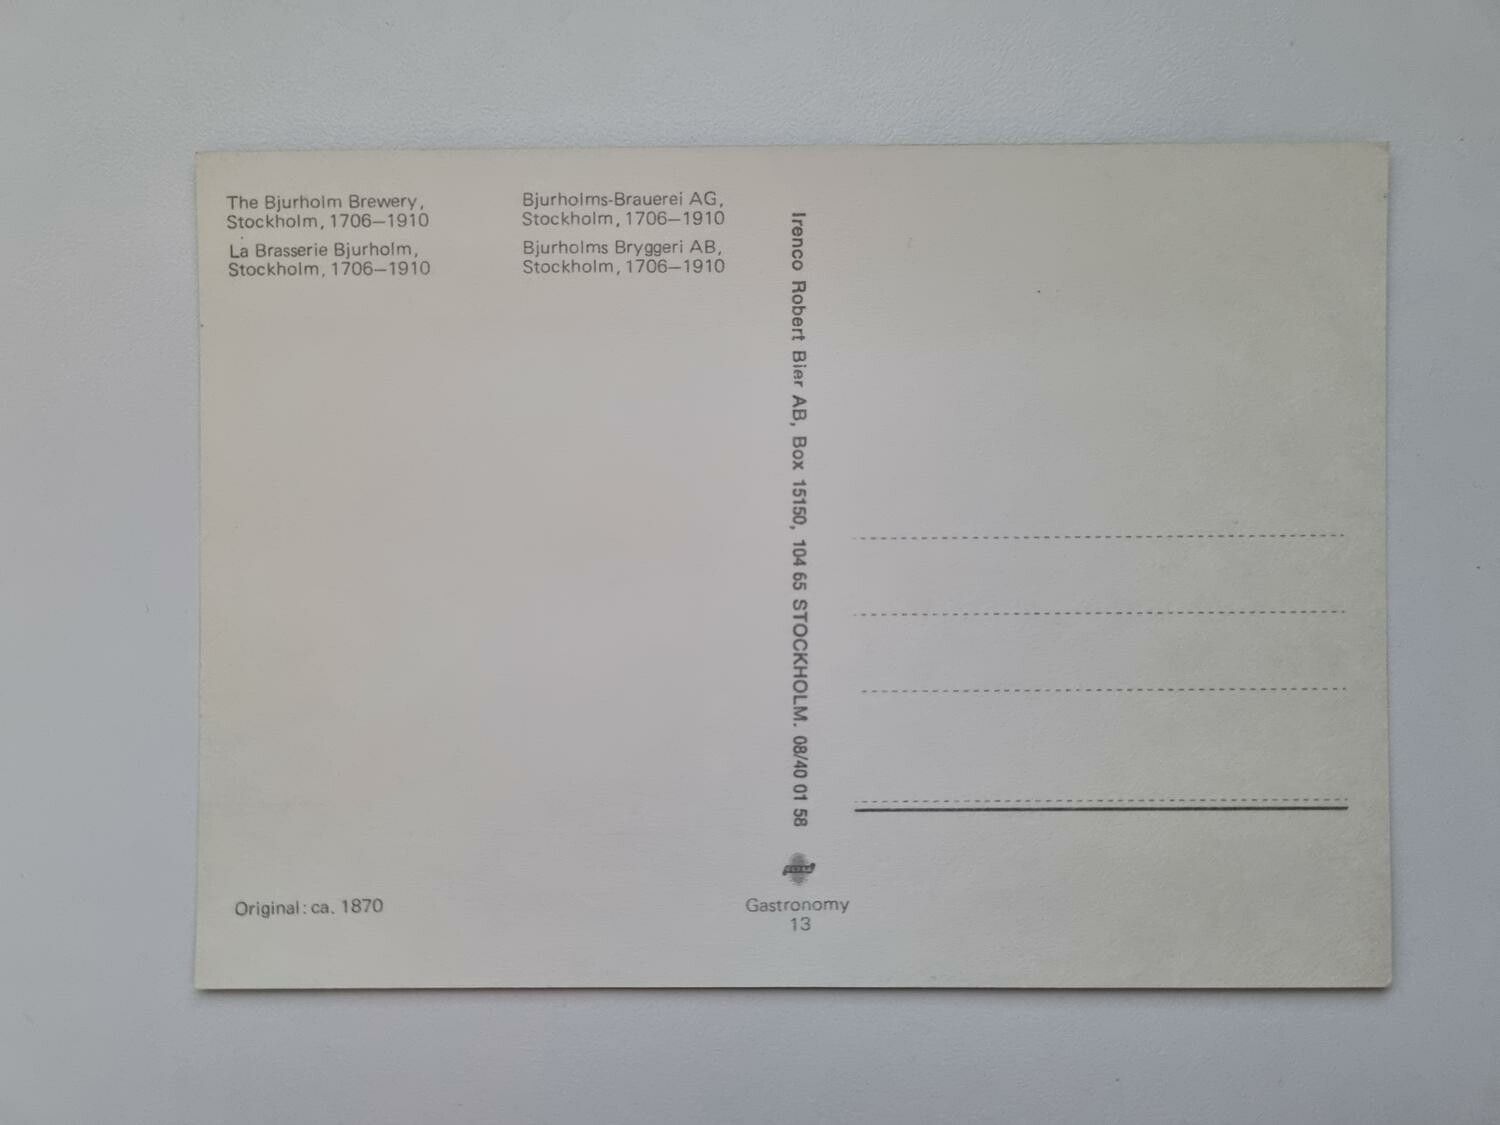 The Bjurholm Brewery,
Stockholm, 1706—1910
La Brasserie Bjurholm,
Stockholm, 1706—1910
Bjurholms-Brauerei AG,
Stockholm, 1706—1910
Bjurholms Bryggeri AB,
Stockholm, 1706—1910
Irenco Robert Bier AB, Box 15150, 104 65 STOCKHOLM. 08/40 01 58
Original: ca. 1870
Gastronomy
13